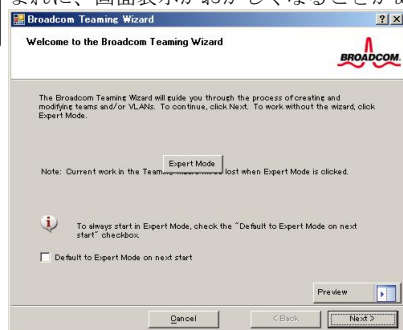 まれに、画面表示がおかしくなることがあ
Broadcom Teaming Wizard
Welcome to the Broadcom Teaming Wizard
BROADCOM.
The Broadcom Teaming Wizard will guide you through the process of creating and
modifying teams and/or VLANs. To continue, click Next. To work without the wizard, click
Expert Mode.
Expert Mode
Note: Current work in the Team lost when Expert Mode is clicked.
To always start in Expert Mode, check the "Default to Expert Mode on next
start" checkbox.
Default to Expert Mode on next start
Preview
Cancel
< Back
Next >